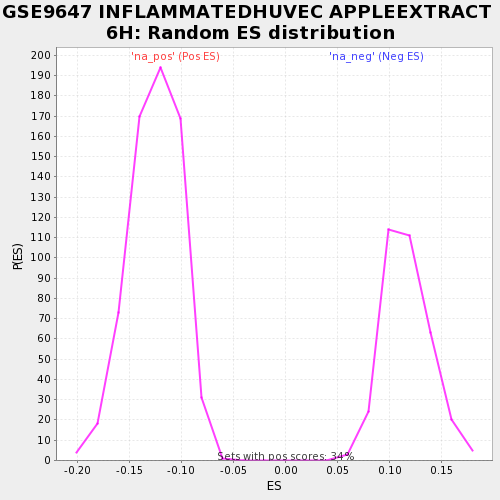 GSE9647 INFLAMMATEDHUVEC APPLEEXTRACT
6H: Random ES distribution
'na_pos' (Pos ES)
'na_neg' (Neg ES)
200
190
180
170
160
150
140
130
120
110
100
90
80
70
60
50
40
30
20
10
0
P(ES)
Sets with pos scores: 34%
-0.20 -0.15 -0.10 -0.05 0.00 0.05 0.10 0.15
ES